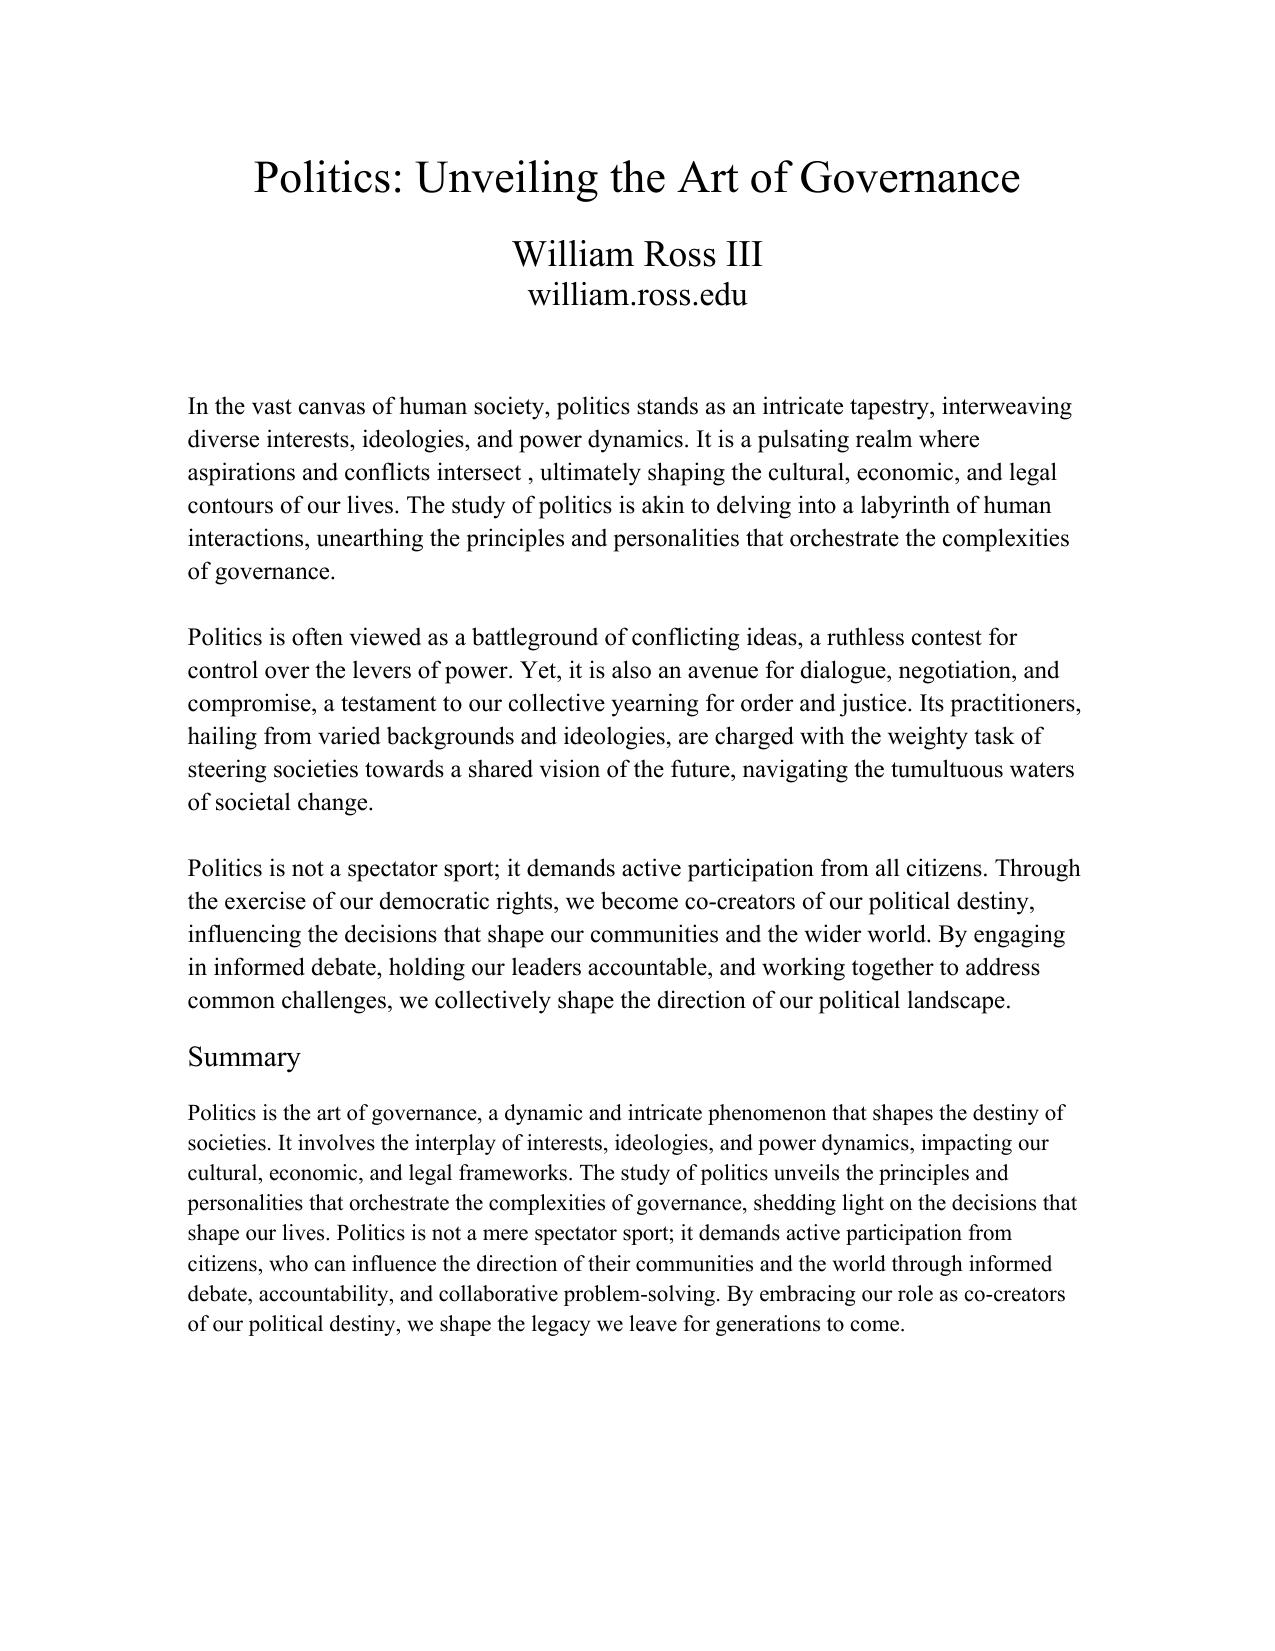 Politics: Unveiling the Art of Governance
William Ross III
william.ross.edu
In the vast canvas of human society, politics stands as an intricate tapestry, interweaving
diverse interests, ideologies, and power dynamics. It is a pulsating realm where
aspirations and conflicts intersect , ultimately shaping the cultural, economic, and legal
contours of our lives. The study of politics is akin to delving into a labyrinth of human
interactions, unearthing the principles and personalities that orchestrate the complexities
of governance.
Politics is often viewed as a battleground of conflicting ideas, a ruthless contest for
control over the levers of power. Yet, it is also an avenue for dialogue, negotiation, and
compromise, a testament to our collective yearning for order and justice. Its practitioners,
hailing from varied backgrounds and ideologies, are charged with the weighty task of
steering societies towards a shared vision of the future, navigating the tumultuous waters
of societal change.
Politics is not a spectator sport; it demands active participation from all citizens. Through
the exercise of our democratic rights, we become co-creators of our political destiny,
influencing the decisions that shape our communities and the wider world. By engaging
in informed debate, holding our leaders accountable, and working together to address
common challenges, we collectively shape the direction of our political landscape.
Summary
Politics is the art of governance, a dynamic and intricate phenomenon that shapes the destiny of
societies. It involves the interplay of interests, ideologies, and power dynamics, impacting our
cultural, economic, and legal frameworks. The study of politics unveils the principles and
personalities that orchestrate the complexities of governance, shedding light on the decisions that
shape our lives. Politics is not a mere spectator sport; it demands active participation from
citizens, who can influence the direction of their communities and the world through informed
debate, accountability, and collaborative problem-solving. By embracing our role as co-creators
of our political destiny, we shape the legacy we leave for generations to come.